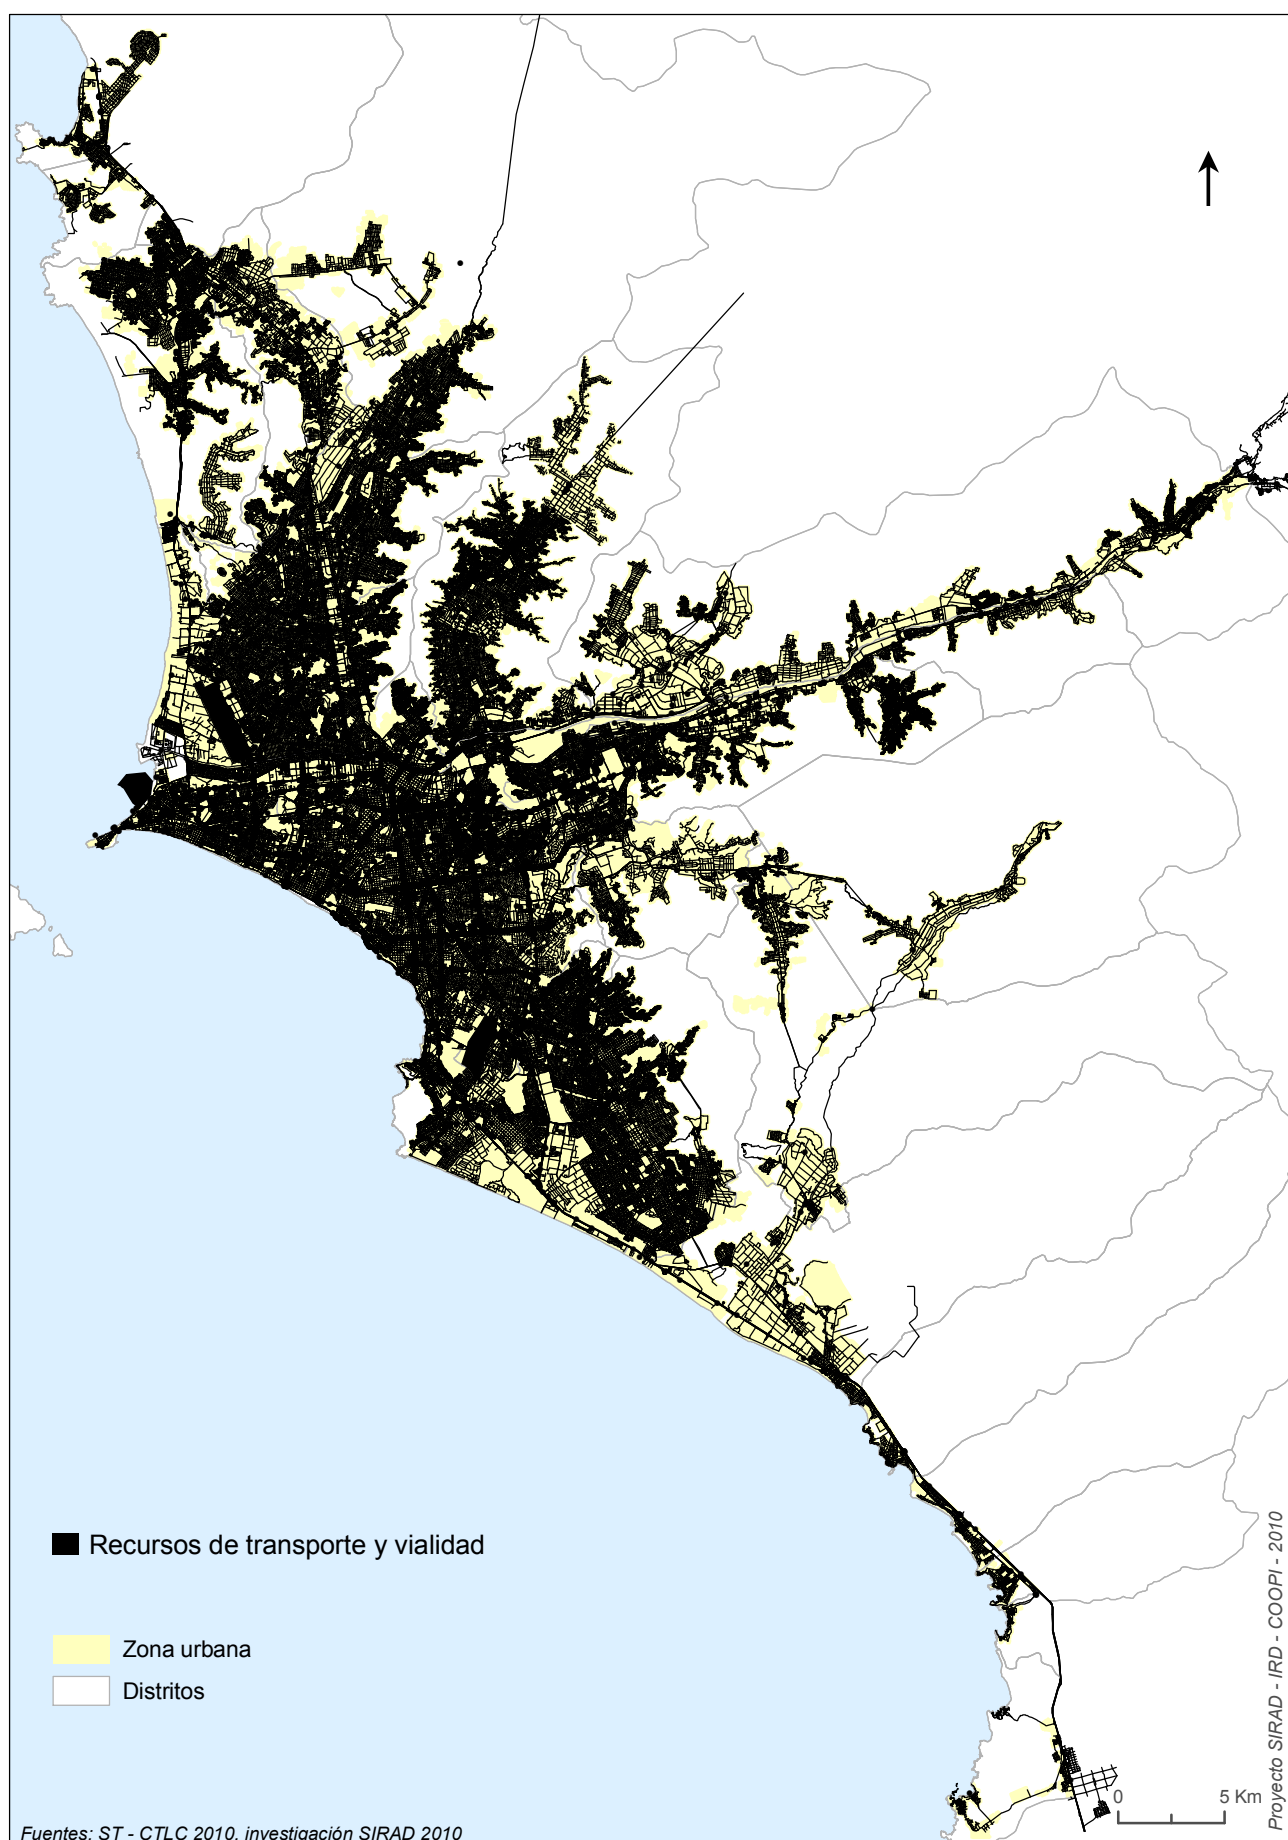 Recursos de transporte y vialidad
Zona urbana
Distritos
0 5 Km
Proyecto SIRAD - IRD - COOPI - 2010
Fuentes: ST - CTLC 2010, investigación SIRAD 2010